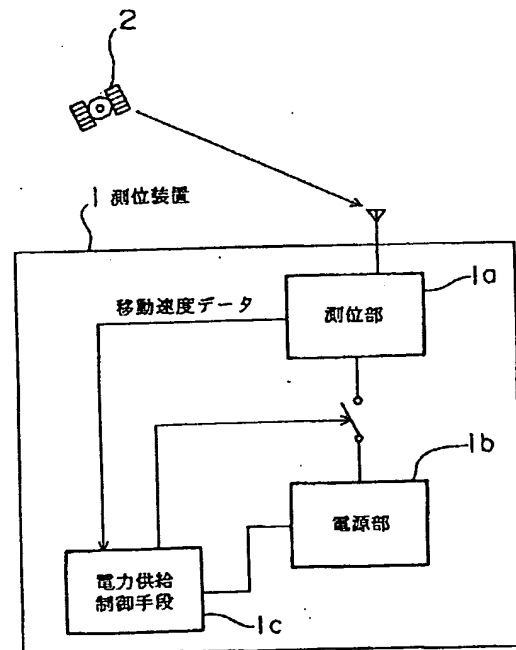 2
1 測位装置
1a
移動速度データ
測位部
1b
電源部
電力供給
制御手段
1c